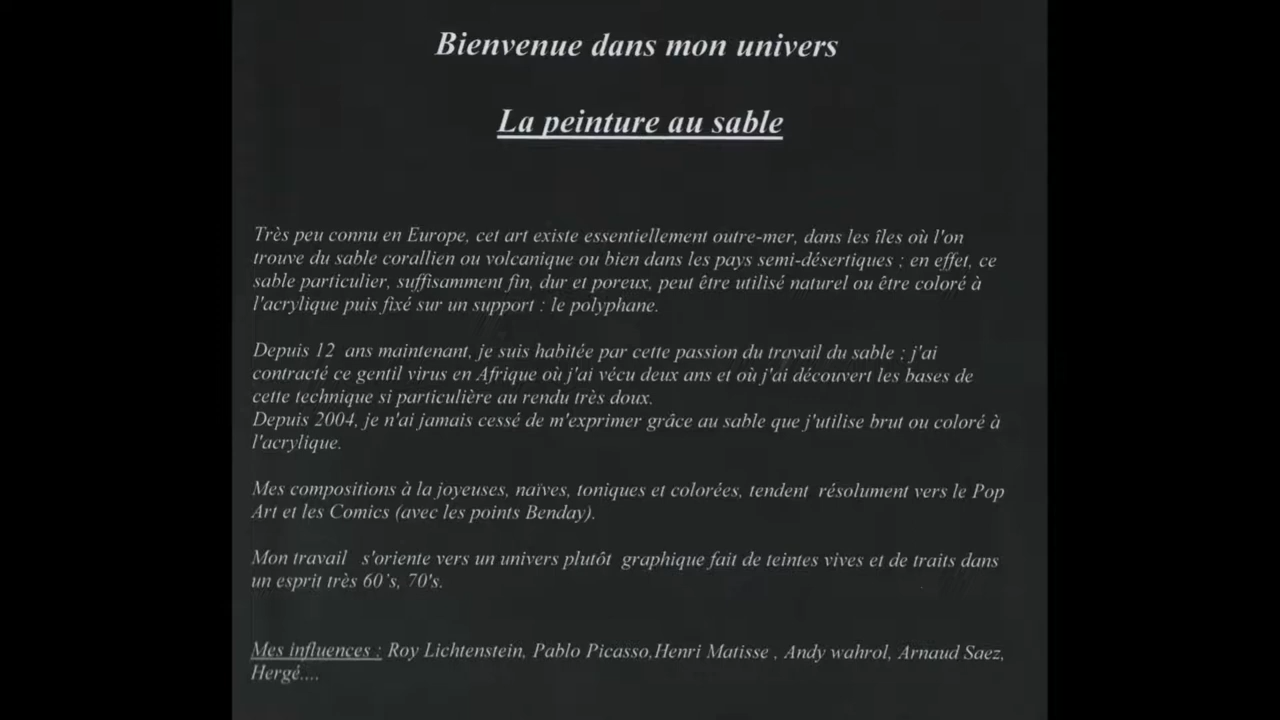 Bienvenue dans mon univers
La peinture au sable
Très peu connu en Europe, cet art existe essentiellement outre-mer, dans les îles où l'on
trouve du sable corallien ou volcanique ou bien dans les pays semi-désertiques ; en effet, ce
sable particulier, suffisamment fin, dur et poreux, peut être utilisé naturel ou être coloré à
l'acrylique puis fixé sur un support : le polyphane.
Depuis 12 ans maintenant, je suis habitée par cette passion du travail du sable : j'ai
contracté ce gentil virus en Afrique où j'ai vécu deux ans et où j'ai découvert les bases de
cette technique si particulière au rendu très doux.
Depuis 2004, je n'ai jamais cessé de m'exprimer grâce au sable que j'utilise brut ou coloré à
l'acrylique.
Mes compositions à la joyeuses, naïves, toniques et colorées, tendent résolument vers le Pop
Art et les Comics (avec les points Benday).
Mon travail s'oriente vers un univers plutôt graphique fait de teintes vives et de traits dans
un esprit très 60's, 70's.
Mes influences : Roy Lichtenstein, Pablo Picasso,Henri Matisse , Andy wahrol, Arnaud Saez,
Hergé....